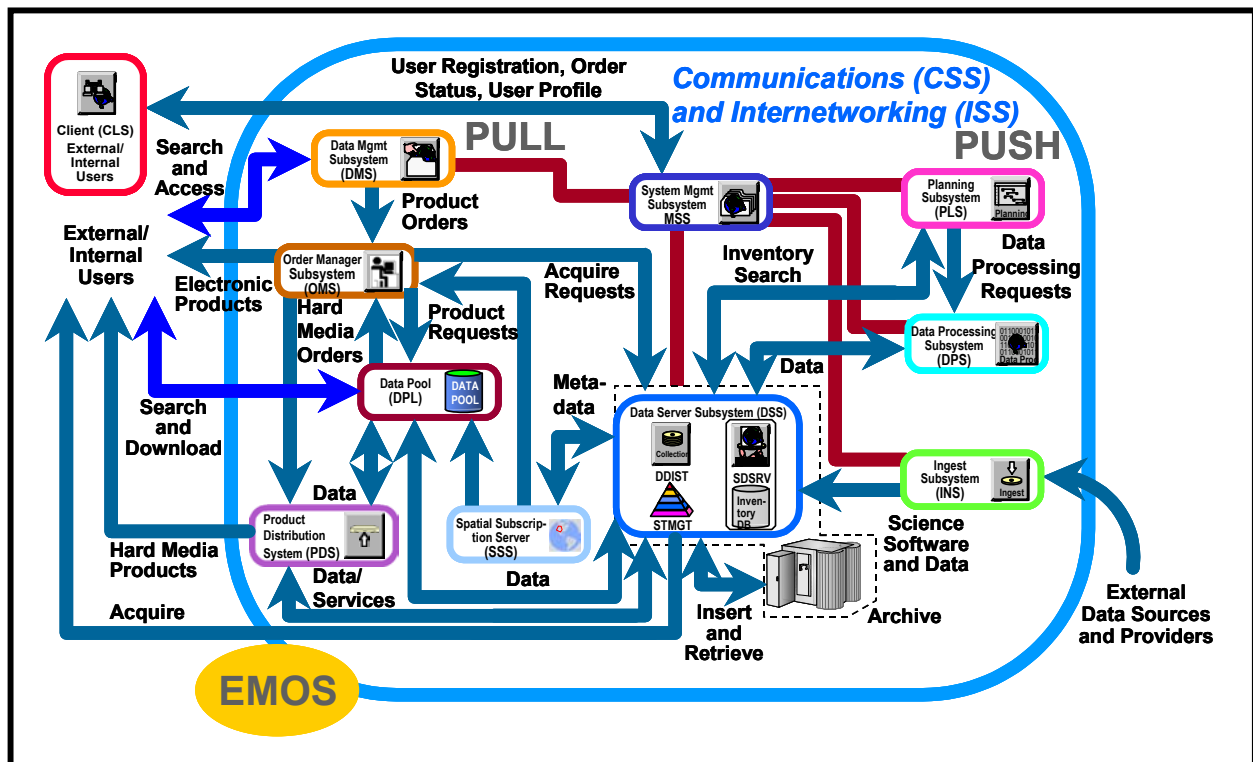 User Registration, Order
Status, User Profile
Communications (CSS)
and Internetworking (ISS)
PULL
PUSH
Client (CLS)
External/
Internal
Users
Search
and
Access
Data Mgmt
Subsystem
(DMS)
System Mgmt
Subsystem
MSS
Planning
Subsystem
(PLS)
Planning
Product
Orders
External/
Internal
Users
Order Manager
Subsystem
(OMS)
Electronic
Products
Acquire
Requests
Inventory
Search
Data
Processing
Requests
Hard
Media
Orders
Product
Requests
Data Processing
Subsystem
(DPS)
011000101
Data Proc
Data Pool
(DPL)
DATA
POOL
Meta-
data
Data
Search
and
Download
Data Server Subsystem (DSS)
Collection
DDIST
SDSRV
STMGT
Inven-
tory
DB
Ingest
Subsystem
(INS)
Ingest
Data
Product
Distribution
System (PDS)
Spatial Subscrip-
tion Server
(SSS)
Science
Software
and Data
Hard Media
Products
Data/
Services
Data
Acquire
Insert
and
Retrieve
Archive
External
Data Sources
and Providers
EMOS